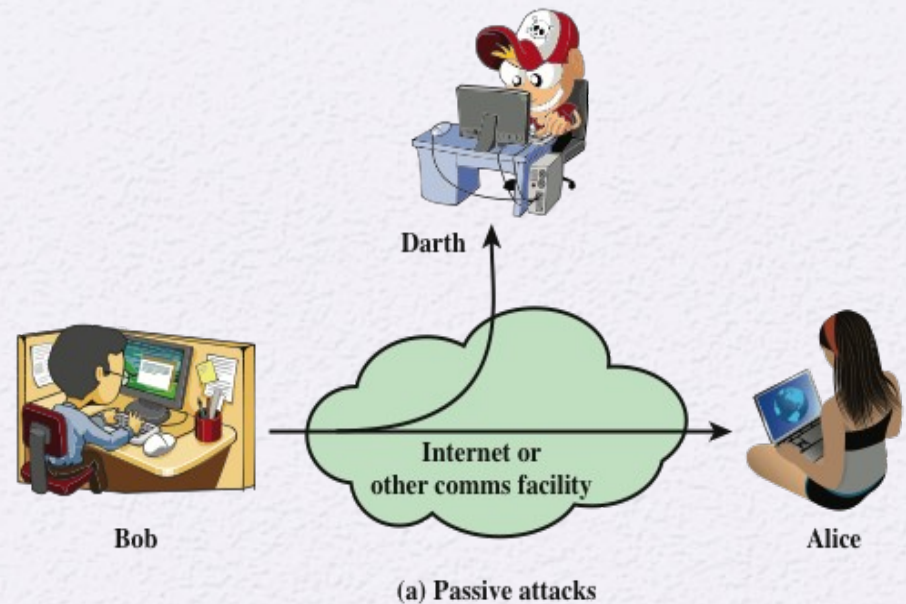 Darth
Internet or
other comms facility
Bob
Alice
(a) Passive attacks